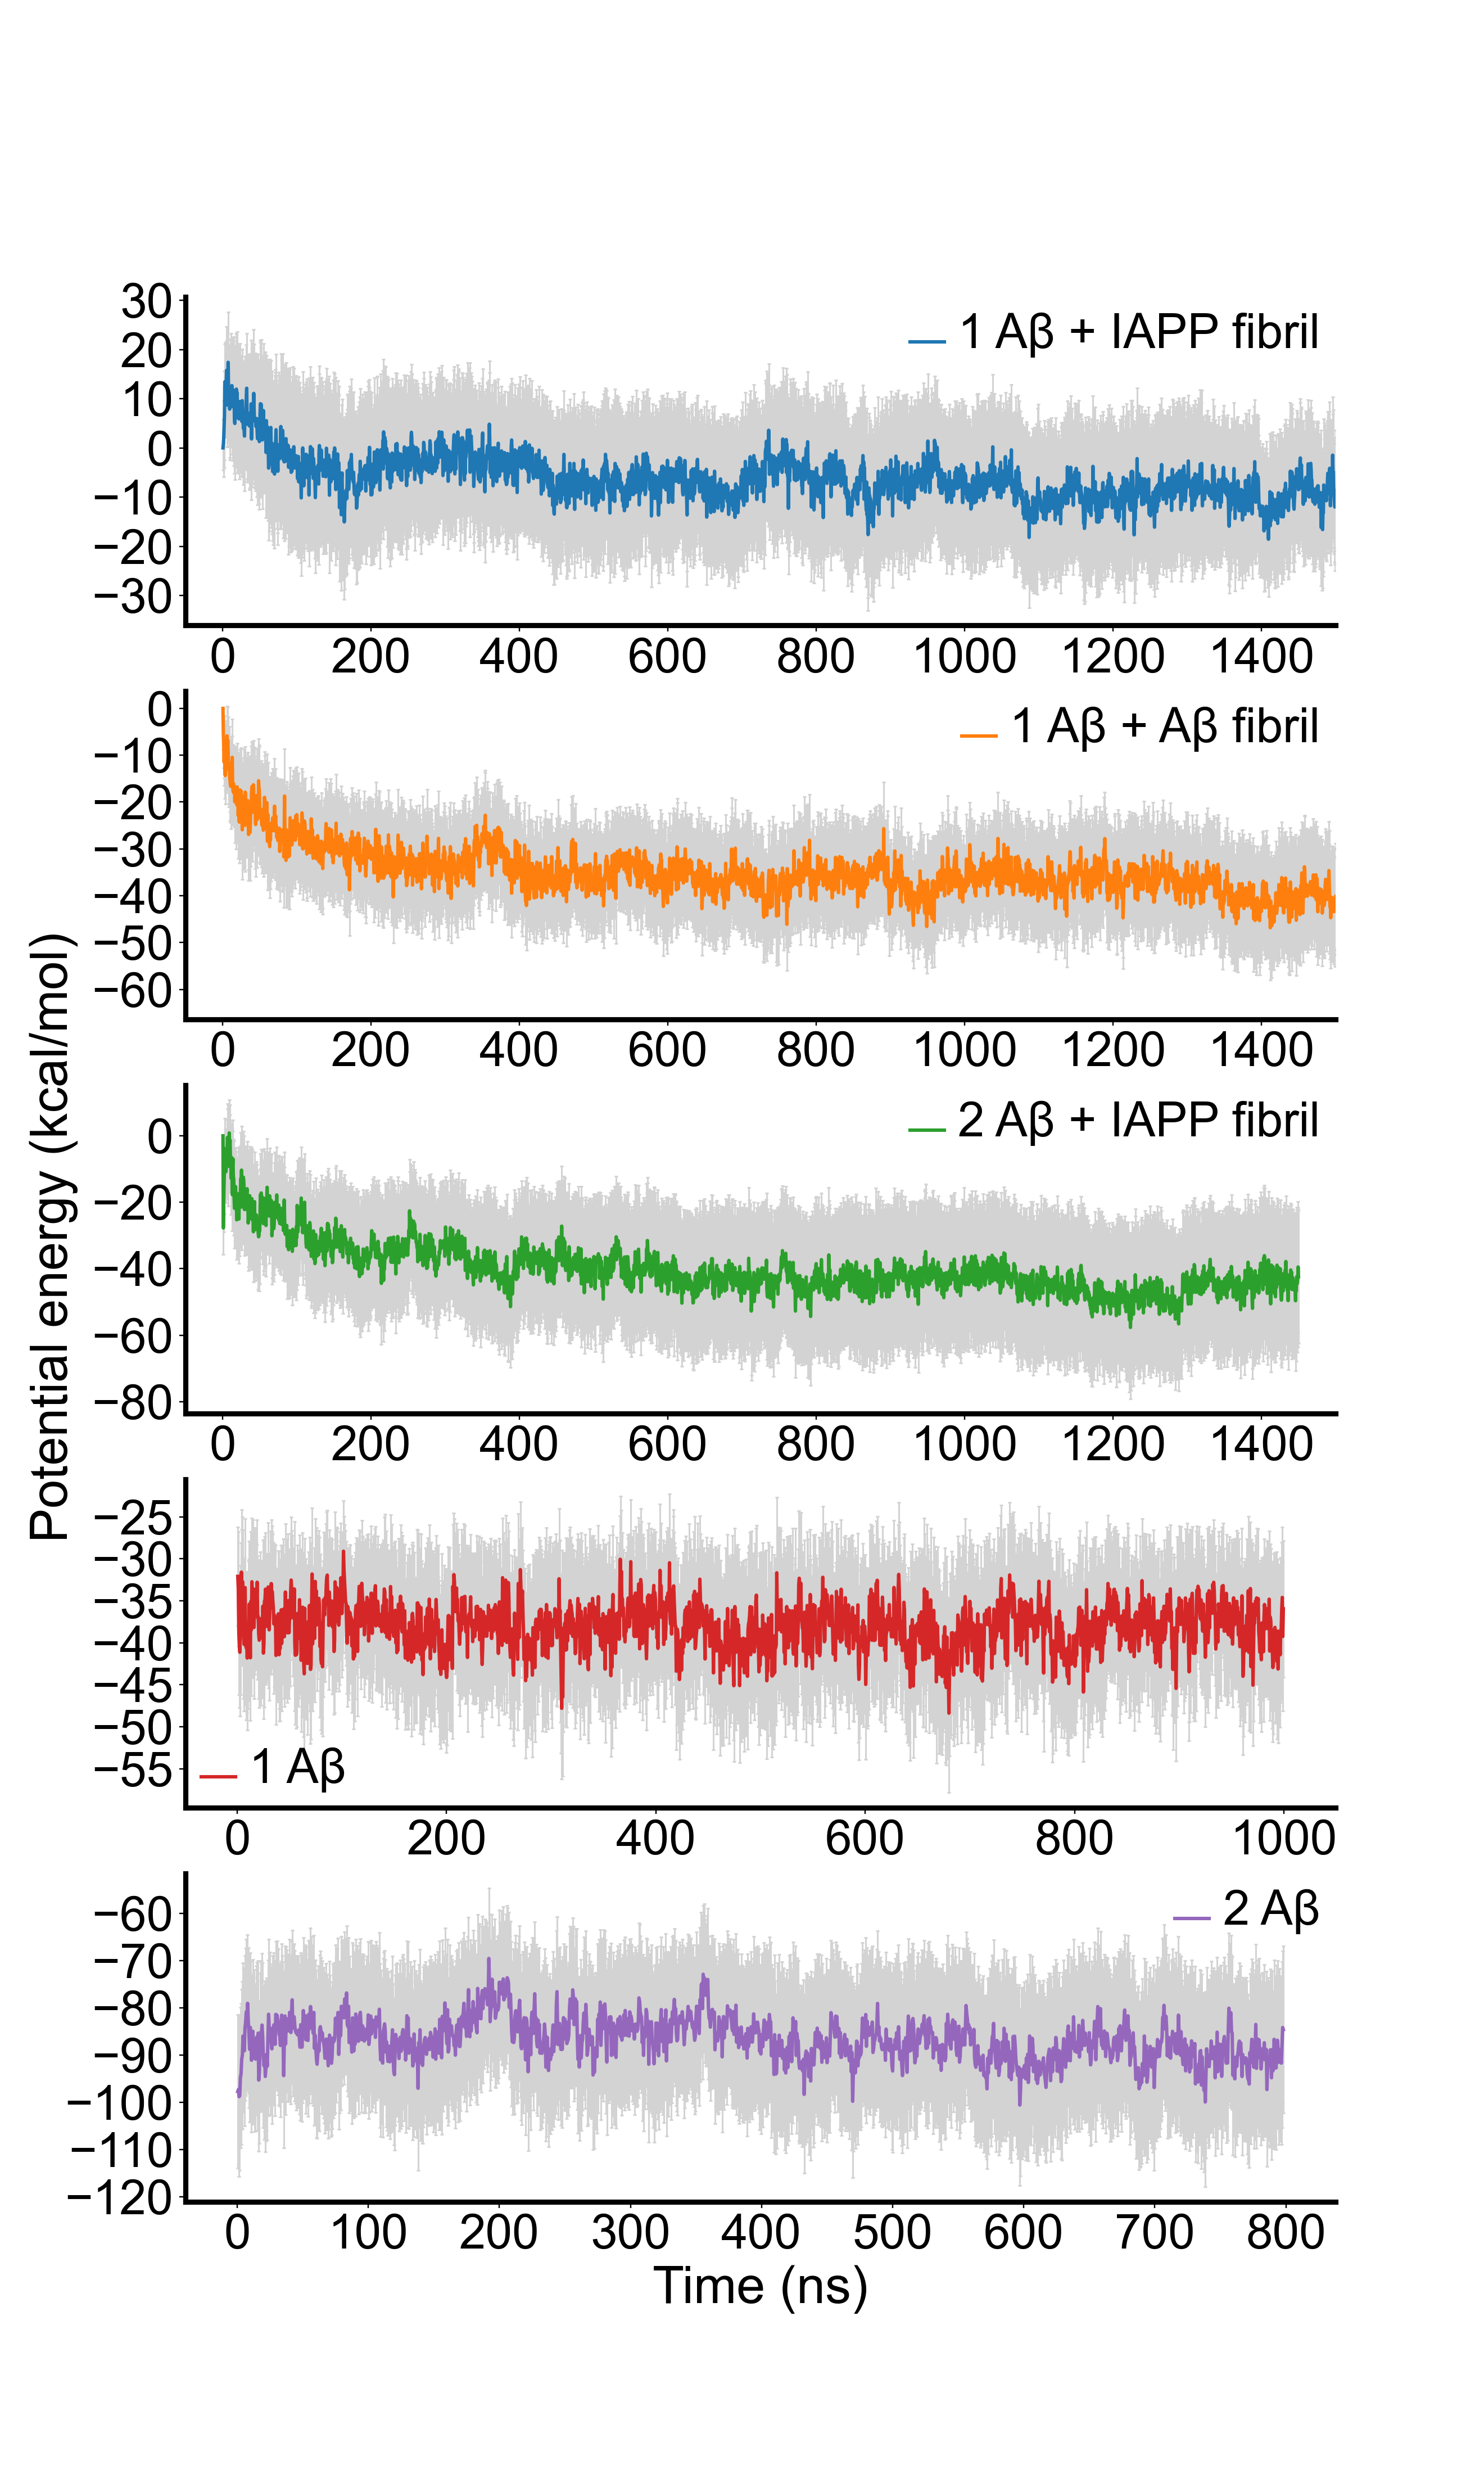 Potential energy (kcal/mol)
30
20
10
0
−10
−20
−30
1 Aβ + IAPP fibril
0 200 400 600 800 1000 1200 1400
0
−10
−20
−30
−40
−50
−60
1 Aβ + Aβ fibril
0 200 400 600 800 1000 1200 1400
0
−20
−40
−60
−80
2 Aβ + IAPP fibril
0 200 400 600 800 1000 1200 1400
−25
−30
−35
−40
−45
−50
−55
1 Aβ
0 200 400 600 800 1000
−60
−70
−80
−90
−100
−110
−120
2 Aβ
0 100 200 300 400 500 600 700 800
Time (ns)